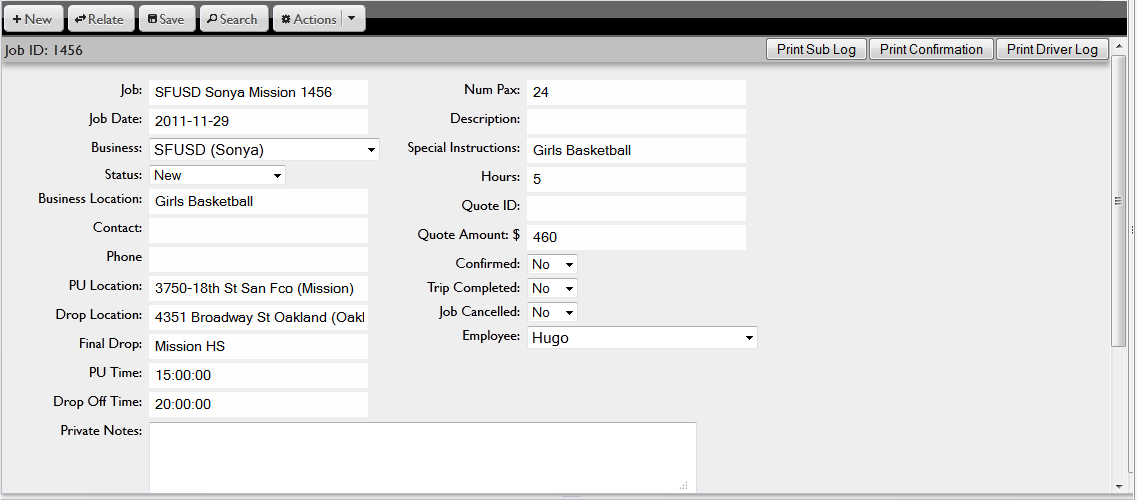 New Relate Save Search Actions
Job ID: 1456 Print Sub Log Print Confirmation Print Driver Log
Job: SFUSD Sonya Mission 1456
Job Date: 2011-11-29
Business: SFUSD (Sonya)
Status: New
Business Location: Girls Basketball
Contact:
Phone
PU Location: 3750-18th St San Fco (Mission)
Drop Location: 4351 Broadway St Oakland (Oakl
Final Drop: Mission HS
PU Time: 15:00:00
Drop Off Time: 20:00:00
Private Notes:
Num Pax: 24
Description:
Special Instructions: Girls Basketball
Hours: 5
Quote ID:
Quote Amount: $ 460
Confirmed: No
Trip Completed: No
Job Cancelled: No
Employee: Hugo